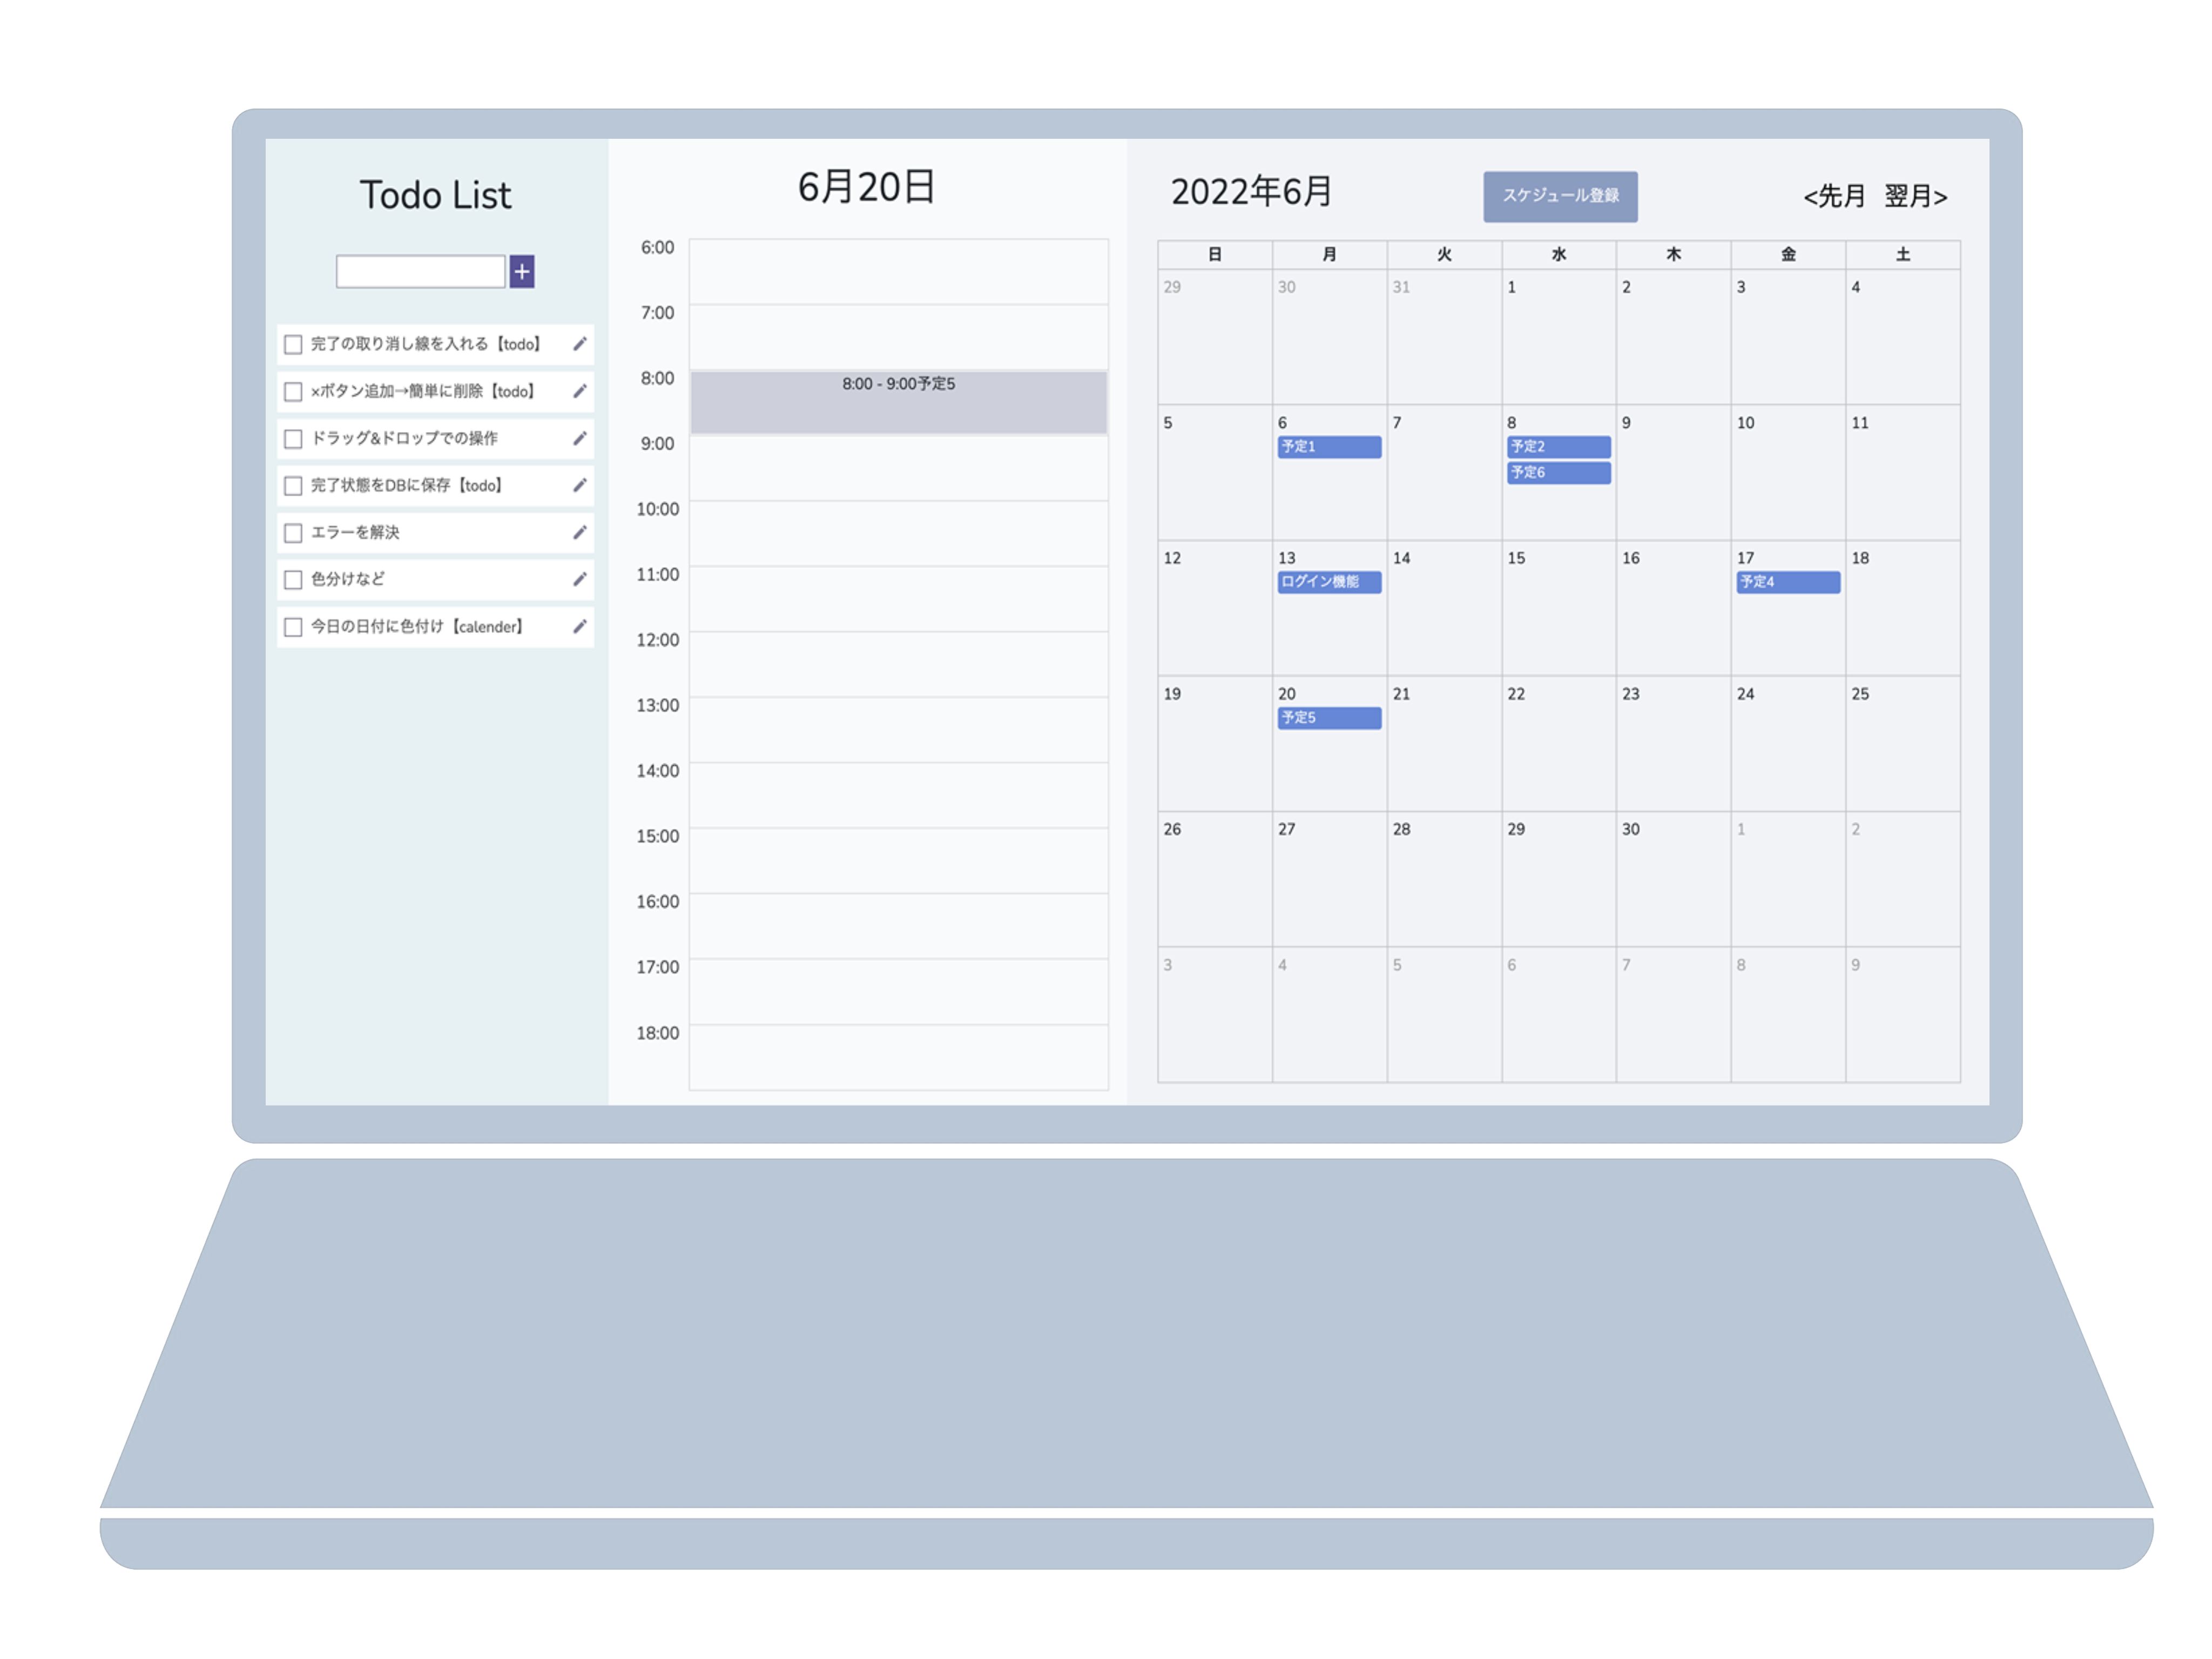 Todo List
+
完了の取り消し線を入れる【todo】
×ボタン追加→簡単に削除【todo】
ドラッグ&ドロップでの操作
完了状態をDBに保存【todo】
エラーを解決
色分けなど
今日の日付に色付け【calender】
6月20日
6:00
7:00
8:00
8:00 - 9:00予定5
9:00
10:00
11:00
12:00
13:00
14:00
15:00
16:00
17:00
18:00
2022年6月
スケジュール登録
<先月 翌月>
日 月 火 水 木 金 土
29 30 31 1 2 3 4
5 6 7 8 9 10 11
予定1 予定2
予定6
12 13 14 15 16 17 18
ログイン機能 予定4
19 20 21 22 23 24 25
予定5
26 27 28 29 30 1 2
3 4 5 6 7 8 9